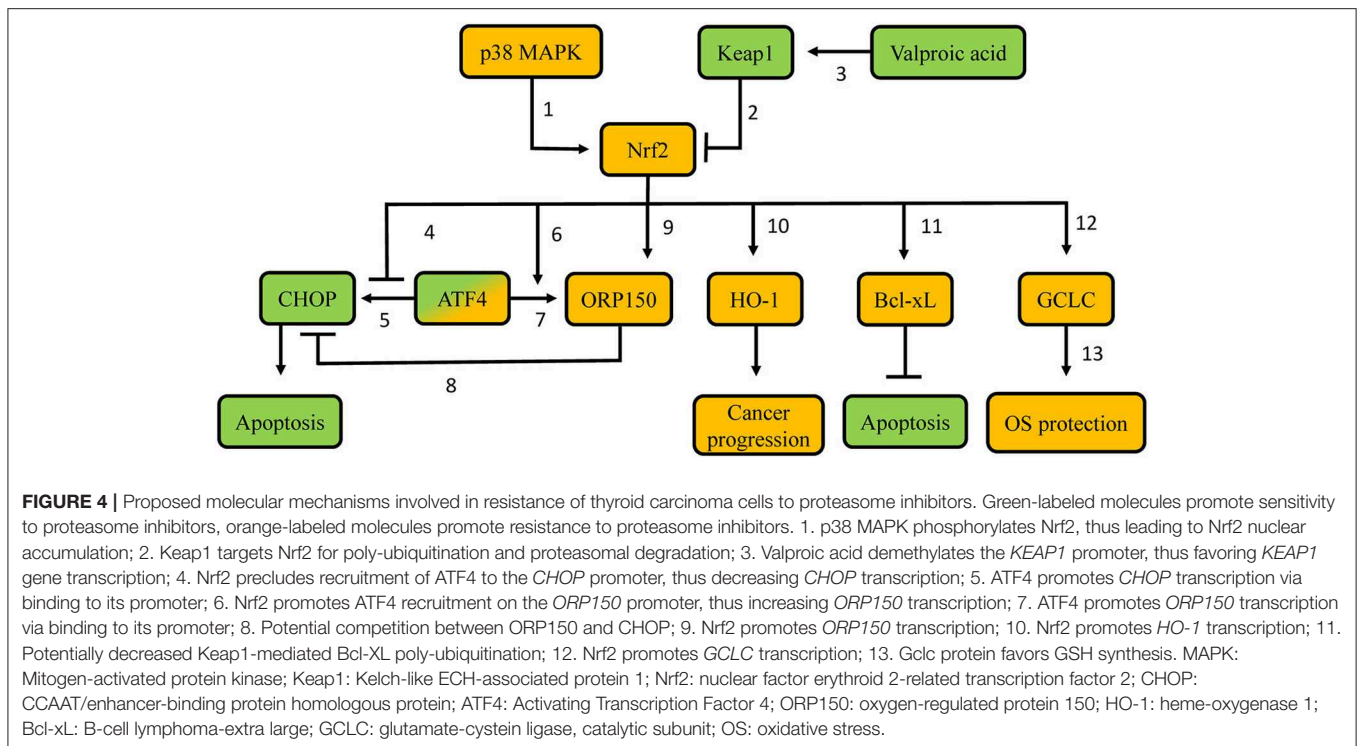 p38 MAPK
Keap1
Valproic acid
3
1
2
Nrf2
4
6
9
10
11
12
CHOP
ATF4
ORP150
HO-1
Bcl-xL
GCLC
5
7
13
8
Apoptosis
Cancer
progression
Apoptosis
OS protection
FIGURE 4 | Proposed molecular mechanisms involved in resistance of thyroid carcinoma cells to proteasome inhibitors. Green-labeled molecules promote sensitivity
to proteasome inhibitors, orange-labeled molecules promote resistance to proteasome inhibitors. 1. p38 MAPK phosphorylates Nrf2, thus leading to Nrf2 nuclear
accumulation; 2. Keap1 targets Nrf2 for poly-ubiquitination and proteasomal degradation; 3. Valproic acid demethylates the KEAP1 promoter, thus favoring KEAP1
gene transcription; 4. Nrf2 precludes recruitment of ATF4 to the CHOP promoter, thus decreasing CHOP transcription; 5. ATF4 promotes CHOP transcription via
binding to its promoter; 6. Nrf2 promotes ATF4 recruitment on the ORP150 promoter, thus increasing ORP150 transcription; 7. ATF4 promotes ORP150 transcription
via binding to its promoter; 8. Potential competition between ORP150 and CHOP; 9. Nrf2 promotes ORP150 transcription; 10. Nrf2 promotes HO-1 transcription; 11.
Potentially decreased Keap1-mediated Bcl-XL poly-ubiquitination; 12. Nrf2 promotes GCLC transcription; 13. Gclc protein favors GSH synthesis. MAPK:
Mitogen-activated protein kinase; Keap1: Kelch-like ECH-associated protein 1; Nrf2: nuclear factor erythroid 2-related transcription factor 2; CHOP:
CCAAT/enhancer-binding protein homologous protein; ATF4: Activating Transcription Factor 4; ORP150: oxygen-regulated protein 150; HO-1: heme-oxygenase 1;
Bcl-xL: B-cell lymphoma-extra large; GCLC: glutamate-cystein ligase, catalytic subunit; OS: oxidative stress.